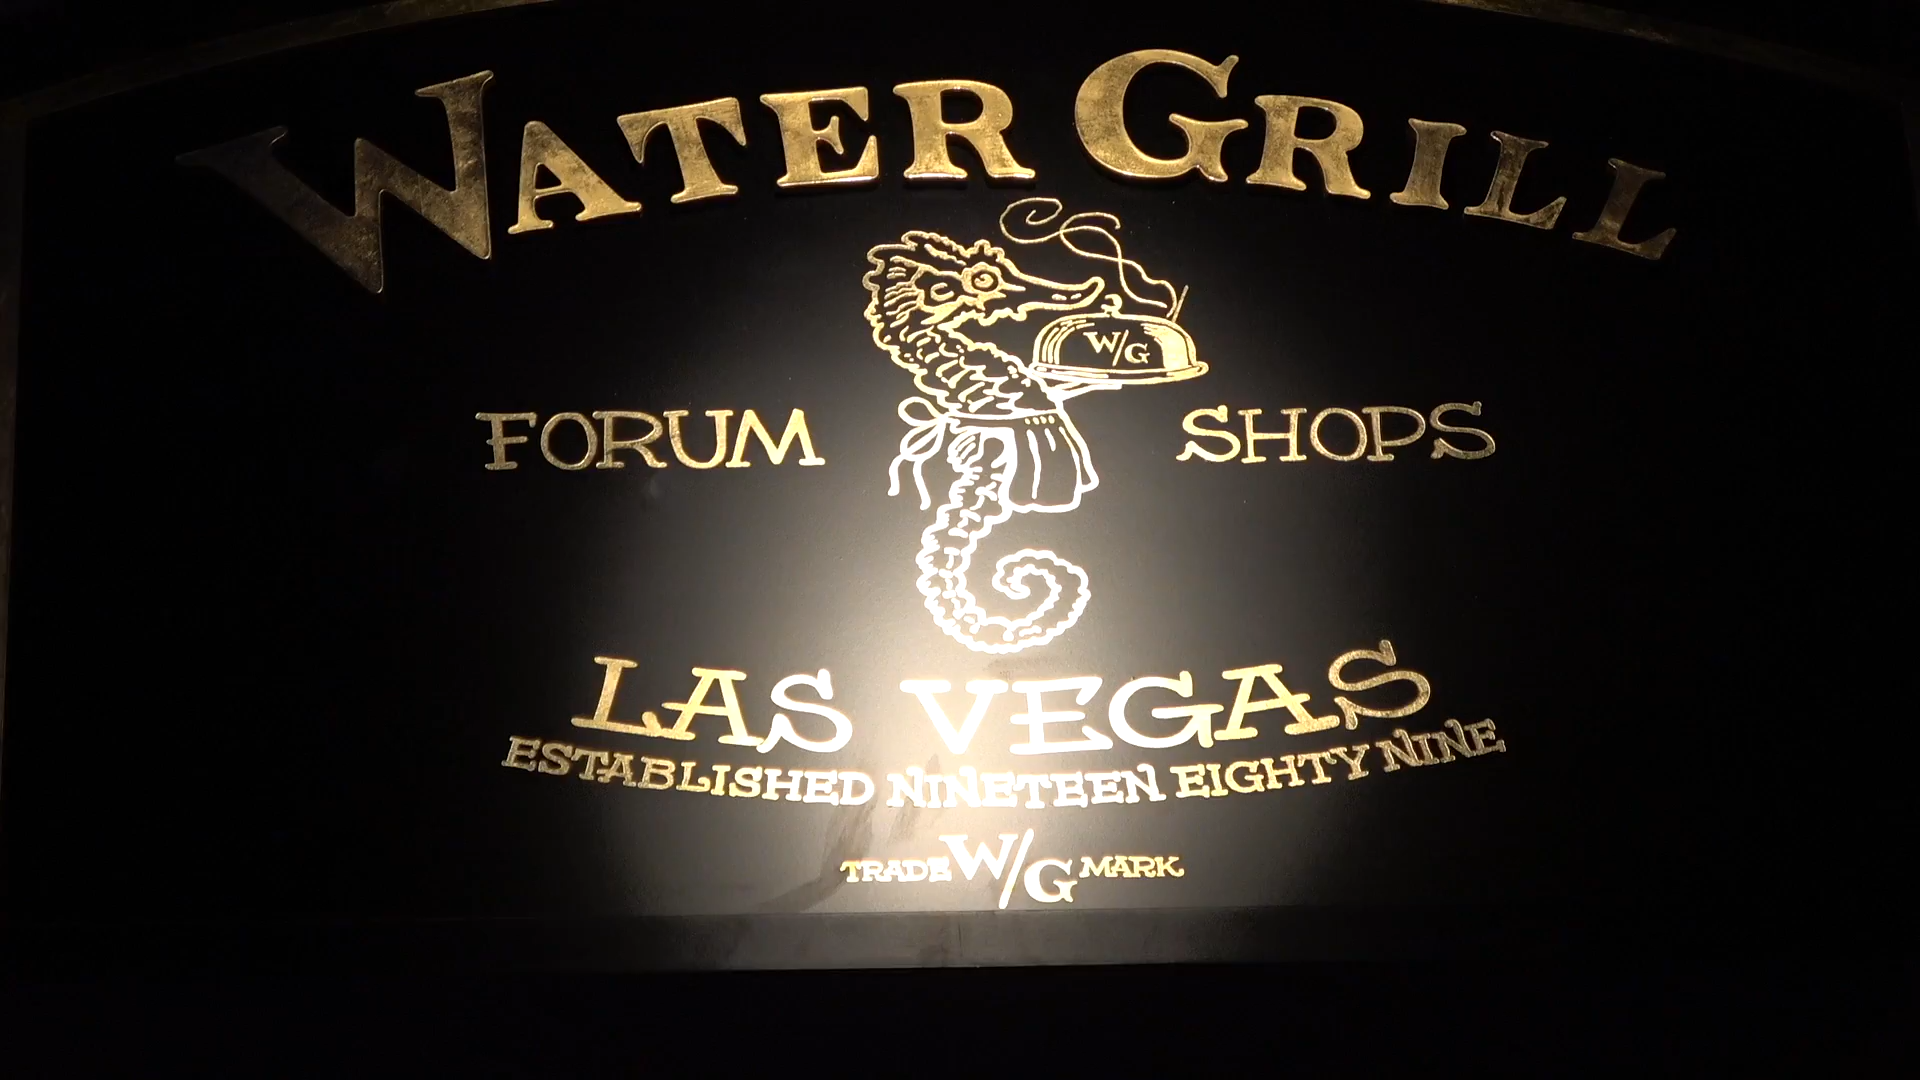 WATER GRILL
W/G
FORUM SHOPS
LAS VEGAS
ESTABLISHED NINETEEN EIGHTY NINE
TRADE W/G MARK